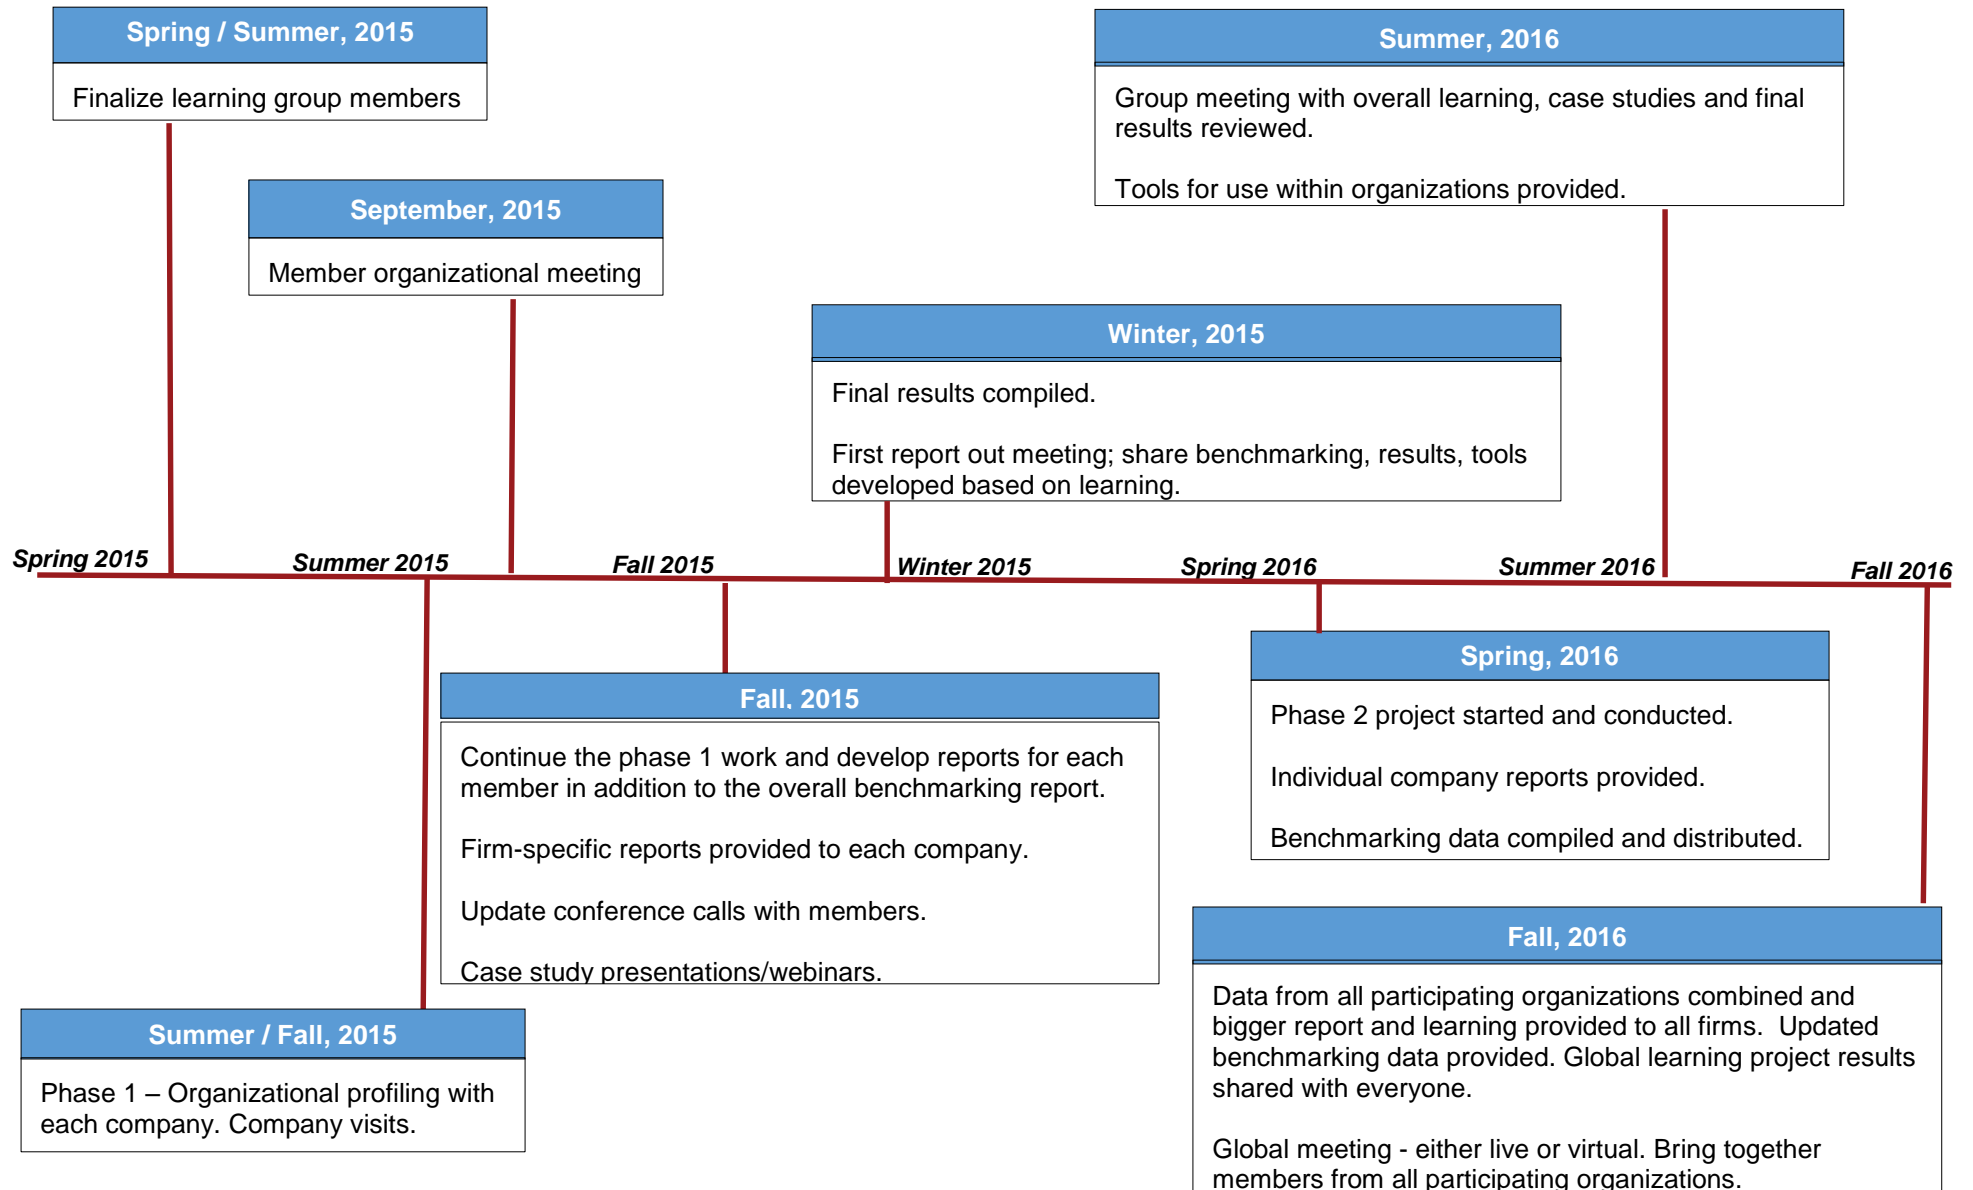 Spring / Summer, 2015
Finalize learning group members
Summer, 2016
Group meeting with overall learning, case studies and final
results reviewed.
Tools for use within organizations provided.
September, 2015
Member organizational meeting
Winter, 2015
Final results compiled.
First report out meeting; share benchmarking, results, tools
developed based on learning.
Spring 2015
Summer 2015
Fall 2015
Winter 2015
Spring 2016
Summer 2016
Fall 2016
Fall, 2015
Continue the phase 1 work and develop reports for each
member in addition to the overall benchmarking report.
Firm-specific reports provided to each company.
Update conference calls with members.
Case study presentations/webinars.
Spring, 2016
Phase 2 project started and conducted.
Individual company reports provided.
Benchmarking data compiled and distributed.
Summer / Fall, 2015
Phase 1 – Organizational profiling with
each company. Company visits.
Fall, 2016
Data from all participating organizations combined and
bigger report and learning provided to all firms.  Updated
benchmarking data provided. Global learning project results
shared with everyone.
Global meeting - either live or virtual. Bring together
members from all participating organizations.